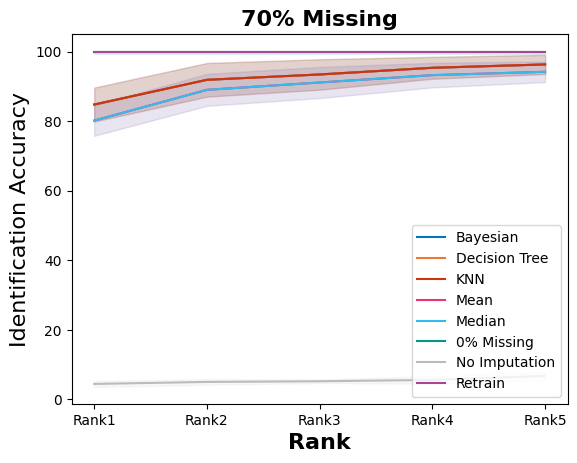 70% Missing
Identification Accuracy
100
80
60
40
20
0
Bayesian
Decision Tree
KNN
Mean
Median
0% Missing
No Imputation
Retrain
Rank1 Rank2 Rank3 Rank4 Rank5
Rank